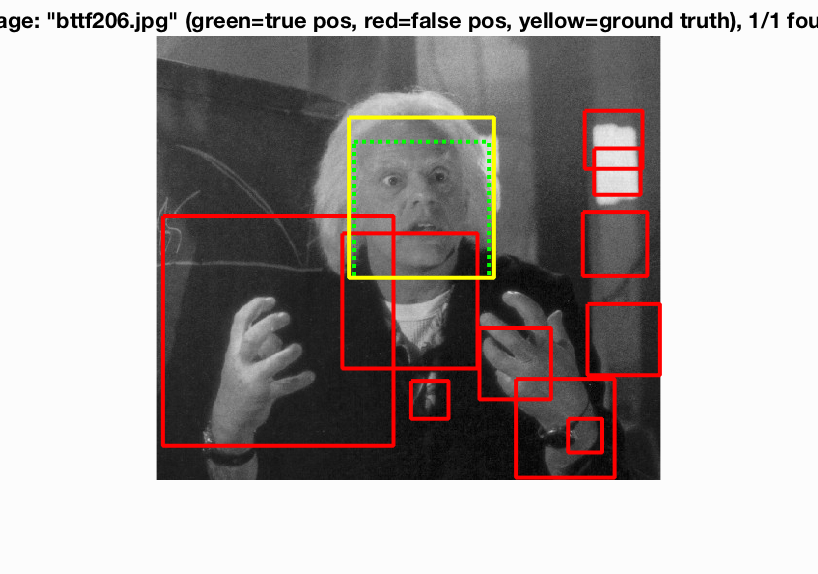 age: "bttf206.jpg" (green=true pos, red=false pos, yellow=ground truth), 1/1 fou